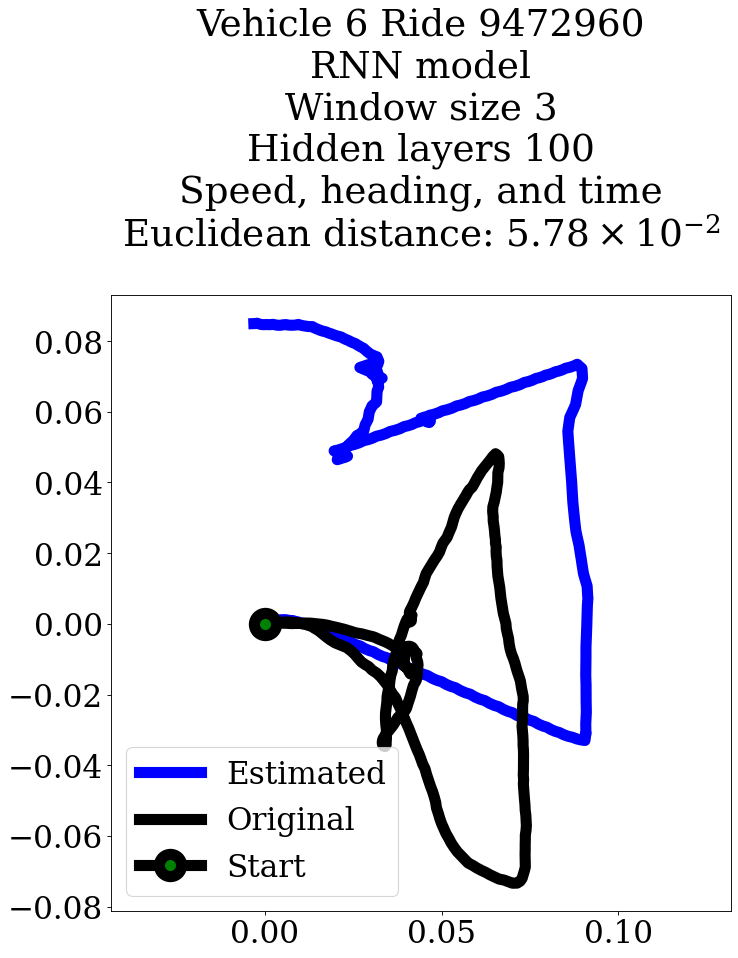 Vehicle 6 Ride 9472960
RNN model
Window size 3
Hidden layers 100
Speed, heading, and time
Euclidean distance: 5.78 × 10⁻²
0.08
0.06
0.04
0.02
0.00
−0.02
−0.04
−0.06
−0.08
Estimated
Original
Start
0.00 0.05 0.10